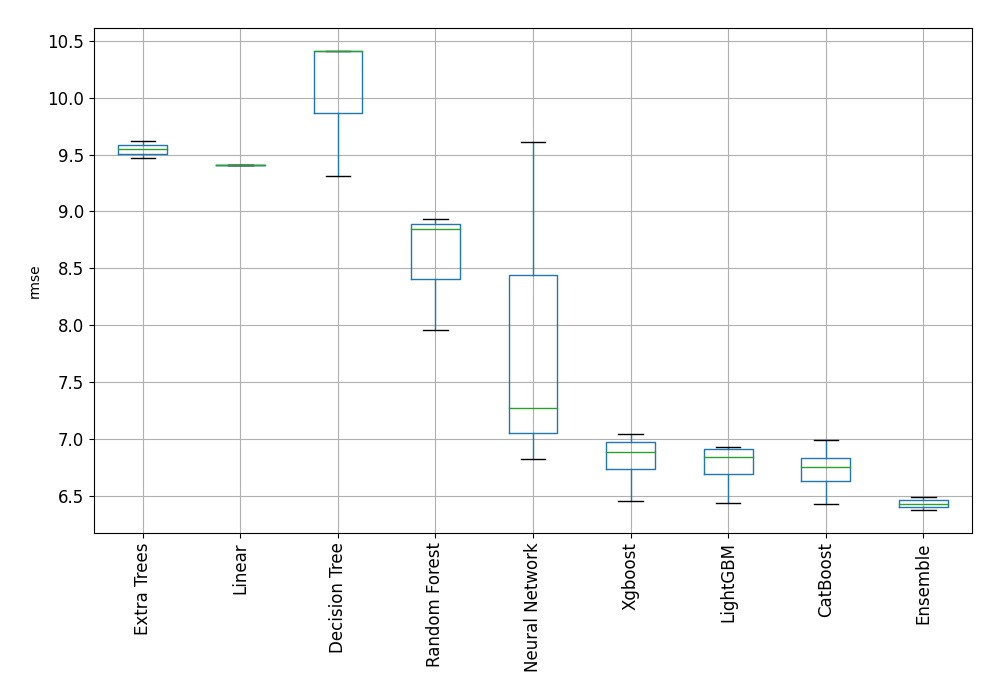 10.5
10.0
9.5
9.0
8.5
8.0
7.5
7.0
6.5
rmse
Extra Trees
Linear
Decision Tree
Random Forest
Neural Network
Xgboost
LightGBM
CatBoost
Ensemble